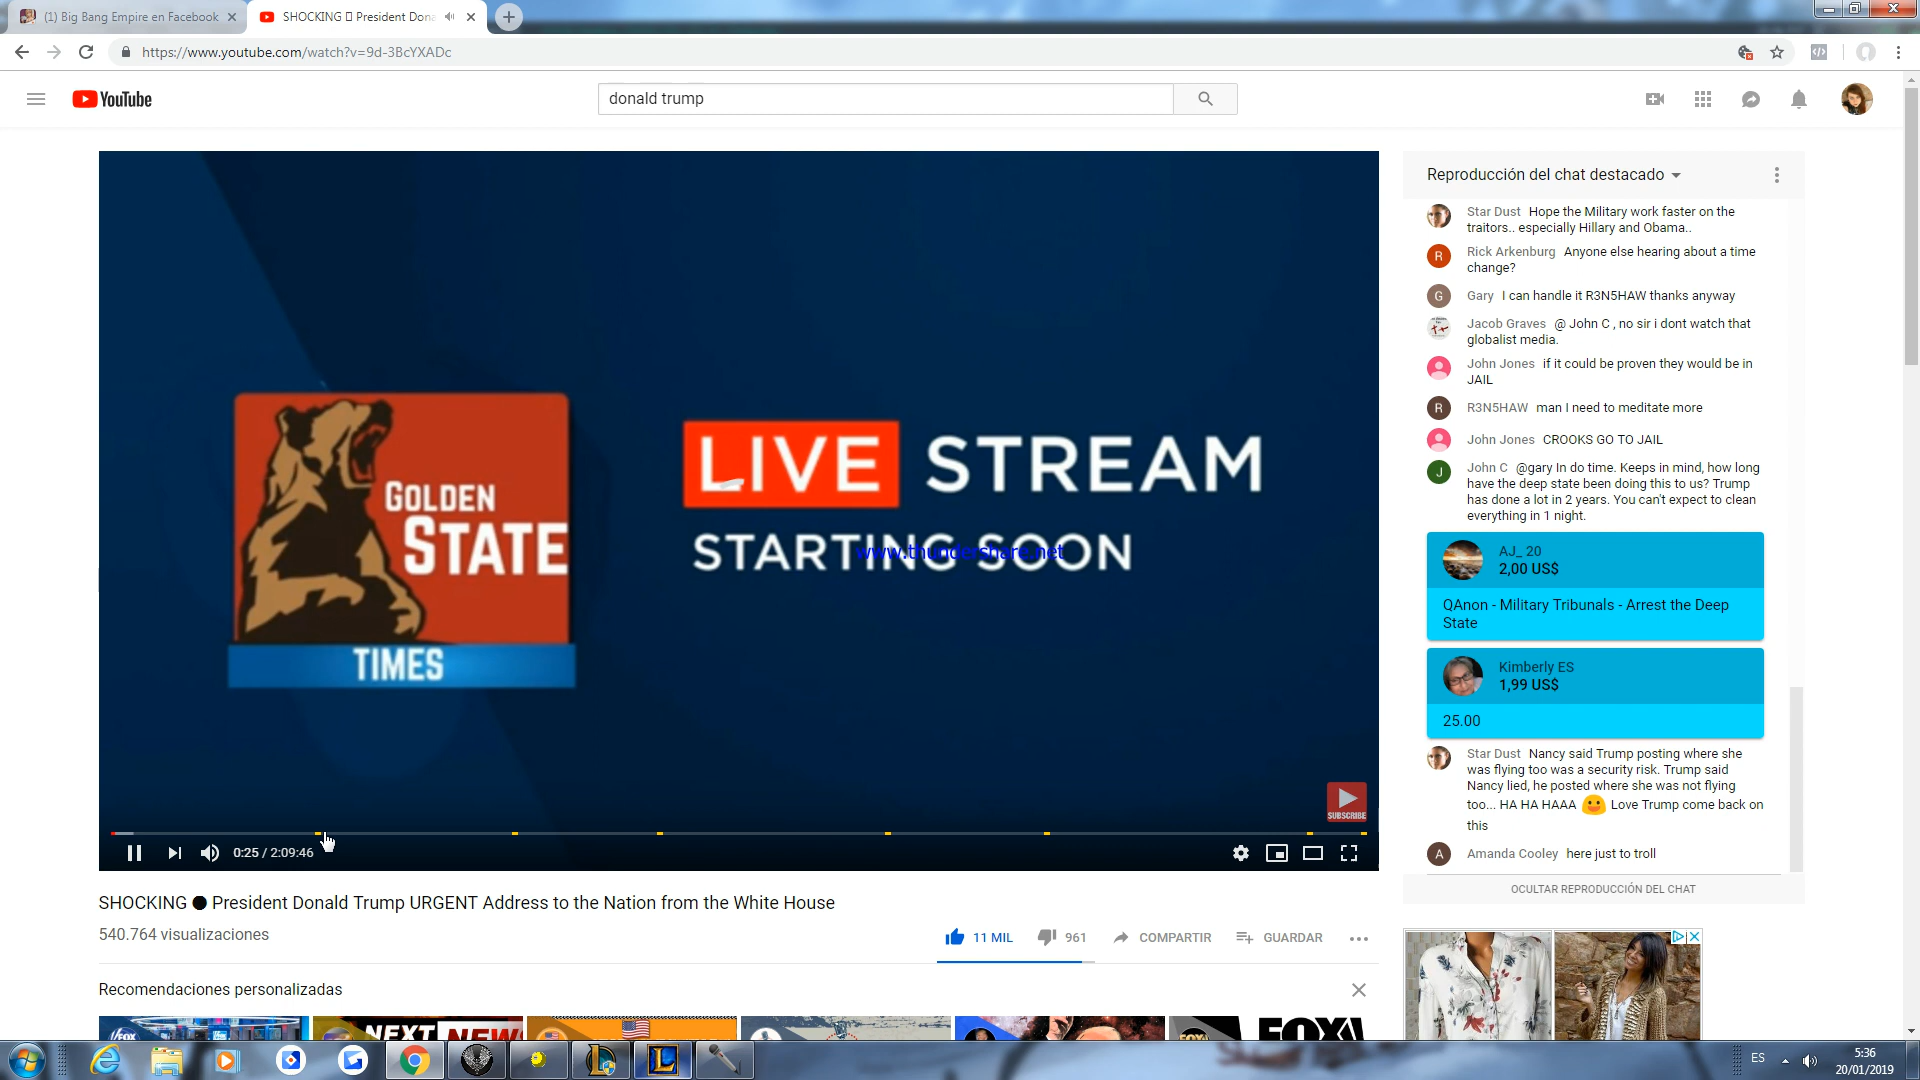 (1) Big Bang Empire en Facebook
SHOCKING President Dona
https://www.youtube.com/watch?v=9d-3BcYXADc
YouTube
donald trump
GOLDEN
STATE
TIMES
LIVE STREAM
STARTING SOON
www.thundershare.net
SUBSCRIBE
0:25 / 2:09:46
SHOCKING ● President Donald Trump URGENT Address to the Nation from the White House
540.764 visualizaciones
11 MIL
961
COMPARTIR
GUARDAR
Recomendaciones personalizadas
FOX
NEXT NEW
FOX
Reproducción del chat destacado
Star Dust Hope the Military work faster on the
traitors.. especially Hillary and Obama..
R
Rick Arkenburg Anyone else hearing about a time
change?
G
Gary I can handle it R3N5HAW thanks anyway
Jacob Graves @ John C , no sir i dont watch that
globalist media.
John Jones if it could be proven they would be in
JAIL
R
R3N5HAW man I need to meditate more
John Jones CROOKS GO TO JAIL
J
John C @gary In do time. Keeps in mind, how long
have the deep state been doing this to us? Trump
has done a lot in 2 years. You can't expect to clean
everything in 1 night.
AJ_ 20
2,00 US$
QAnon - Military Tribunals - Arrest the Deep
State
Kimberly ES
1,99 US$
25.00
Star Dust Nancy said Trump posting where she
was flying too was a security risk. Trump said
Nancy lied, he posted where she was not flying
too... HA HA HAAA Love Trump come back on
this
A
Amanda Cooley here just to troll
OCULTAR REPRODUCCIÓN DEL CHAT
ES
5:36
20/01/2019